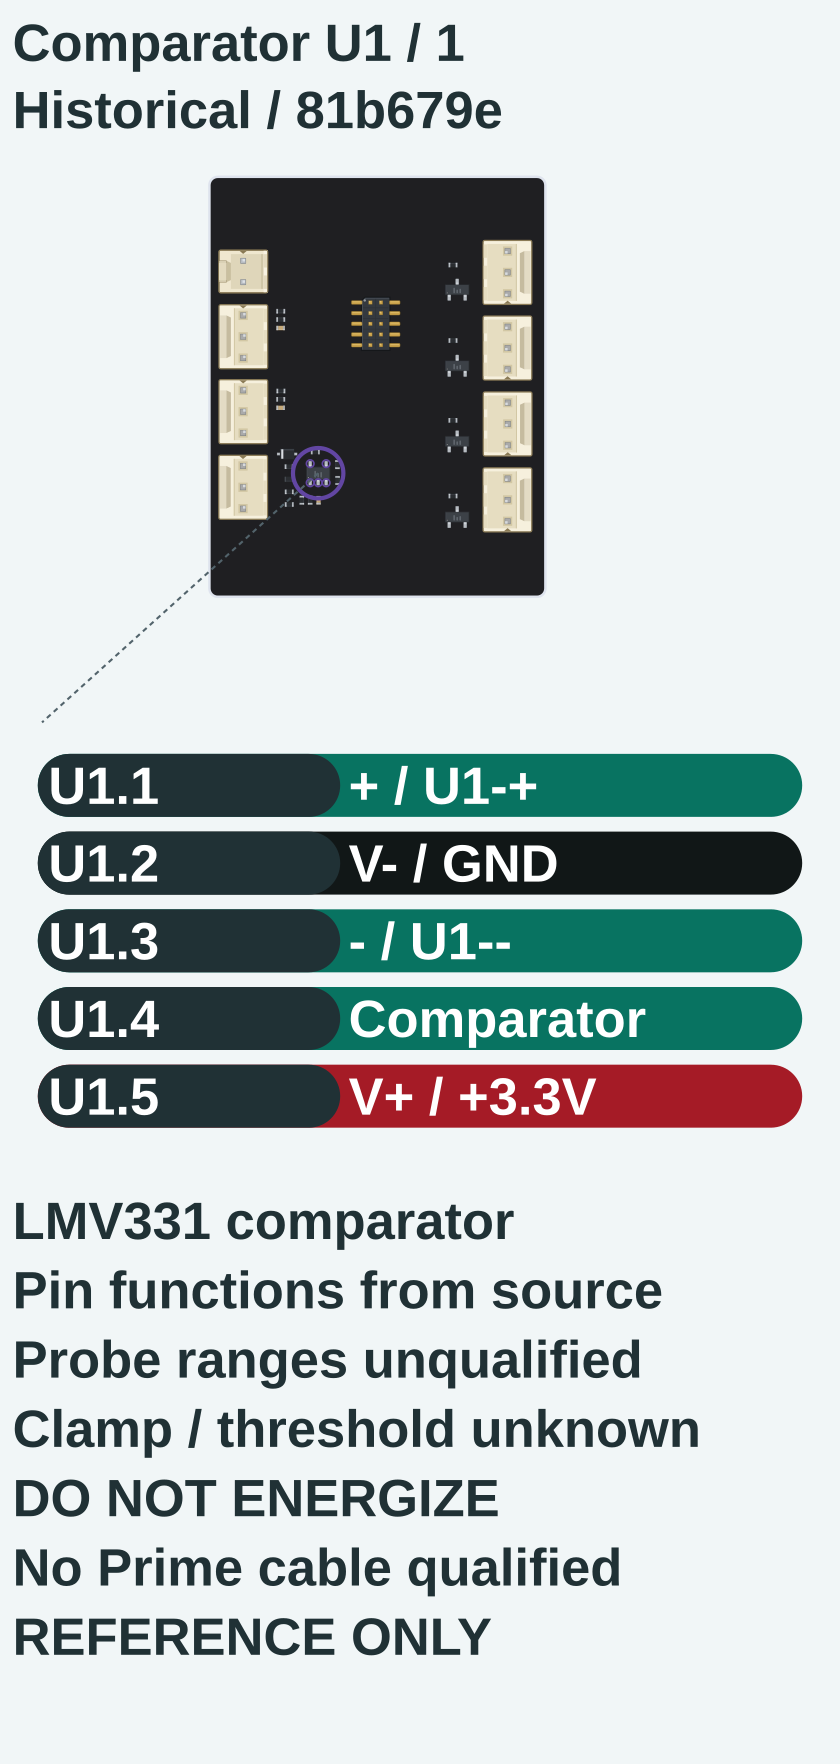 Comparator U1 / 1
Historical / 81b679e
U1.1 + / U1-+
U1.2 V- / GND
U1.3 - / U1--
U1.4 Comparator
U1.5 V+ / +3.3V
LMV331 comparator
Pin functions from source
Probe ranges unqualified
Clamp / threshold unknown
DO NOT ENERGIZE
No Prime cable qualified
REFERENCE ONLY